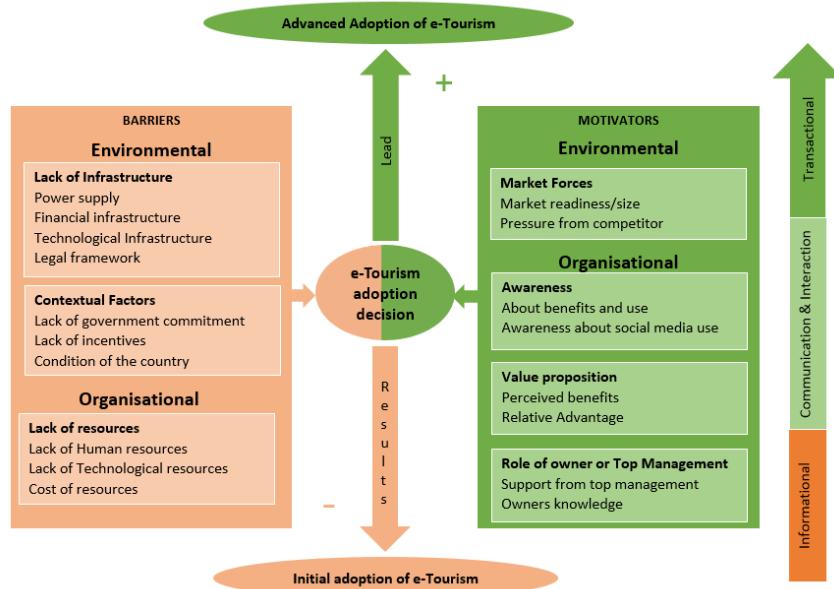 Advanced Adoption of e-Tourism
+
Lead
BARRIERS
Environmental
Lack of Infrastructure
Power supply
Financial infrastructure
Technological Infrastructure
Legal framework
Contextual Factors
Lack of government commitment
Lack of incentives
Condition of the country
Organisational
Lack of resources
Lack of Human resources
Lack of Technological resources
Cost of resources
e-Tourism
adoption
decision
Results
–
Initial adoption of e-Tourism
MOTIVATORS
Environmental
Market Forces
Market readiness/size
Pressure from competitor
Organisational
Awareness
About benefits and use
Awareness about social media use
Value proposition
Perceived benefits
Relative Advantage
Role of owner or Top Management
Support from top management
Owners knowledge
Transactional
Communication & Interaction
Informational